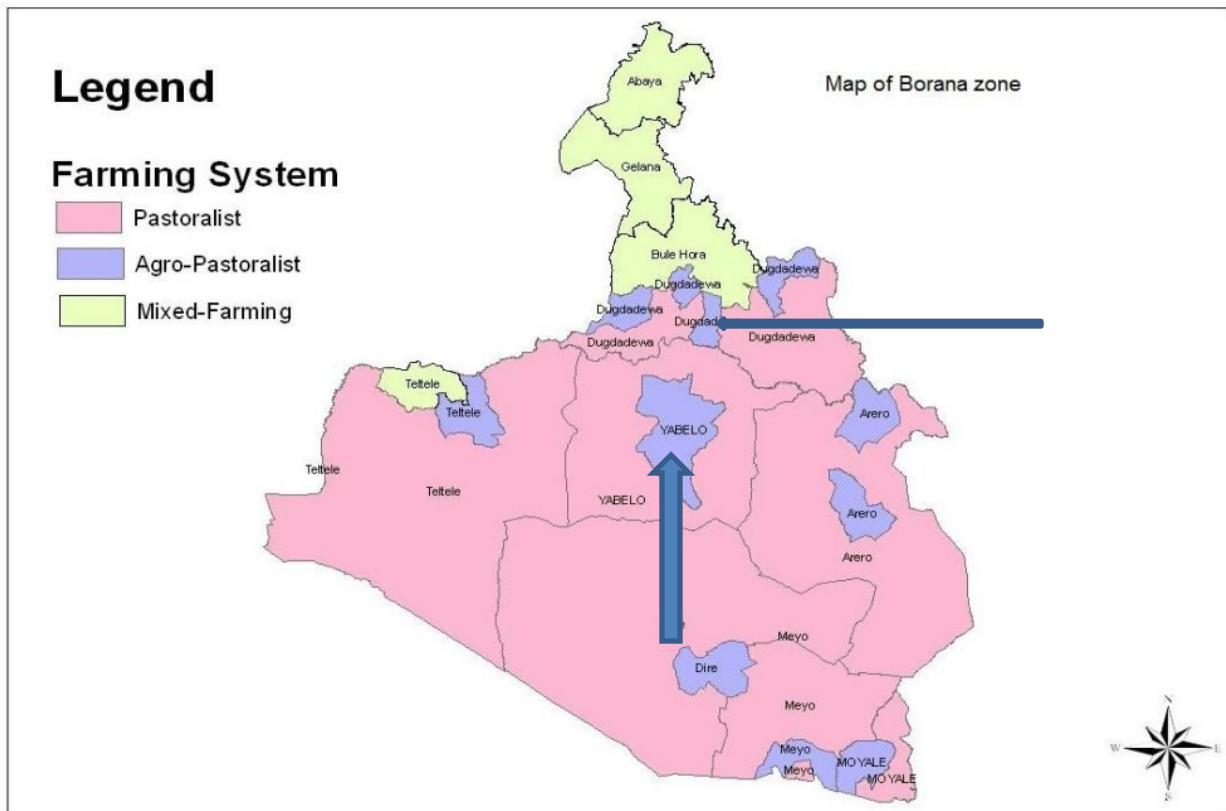 Legend
Map of Borana zone
Farming System
Pastoralist
Agro-Pastoralist
Mixed-Farming
Abaya
Gelana
Bule Hora
Dugdadewa
Dugdadewa
Dugdadewa
Dugdadewa
Dugdadewa
Teltele
Teltele
Arero
YABELO
Teltele
Teltele
YABELO
Arero
Arero
Meyo
Dire
Meyo
Meyo
MOYALE
Meyo
MOYALE
N
W
E
S